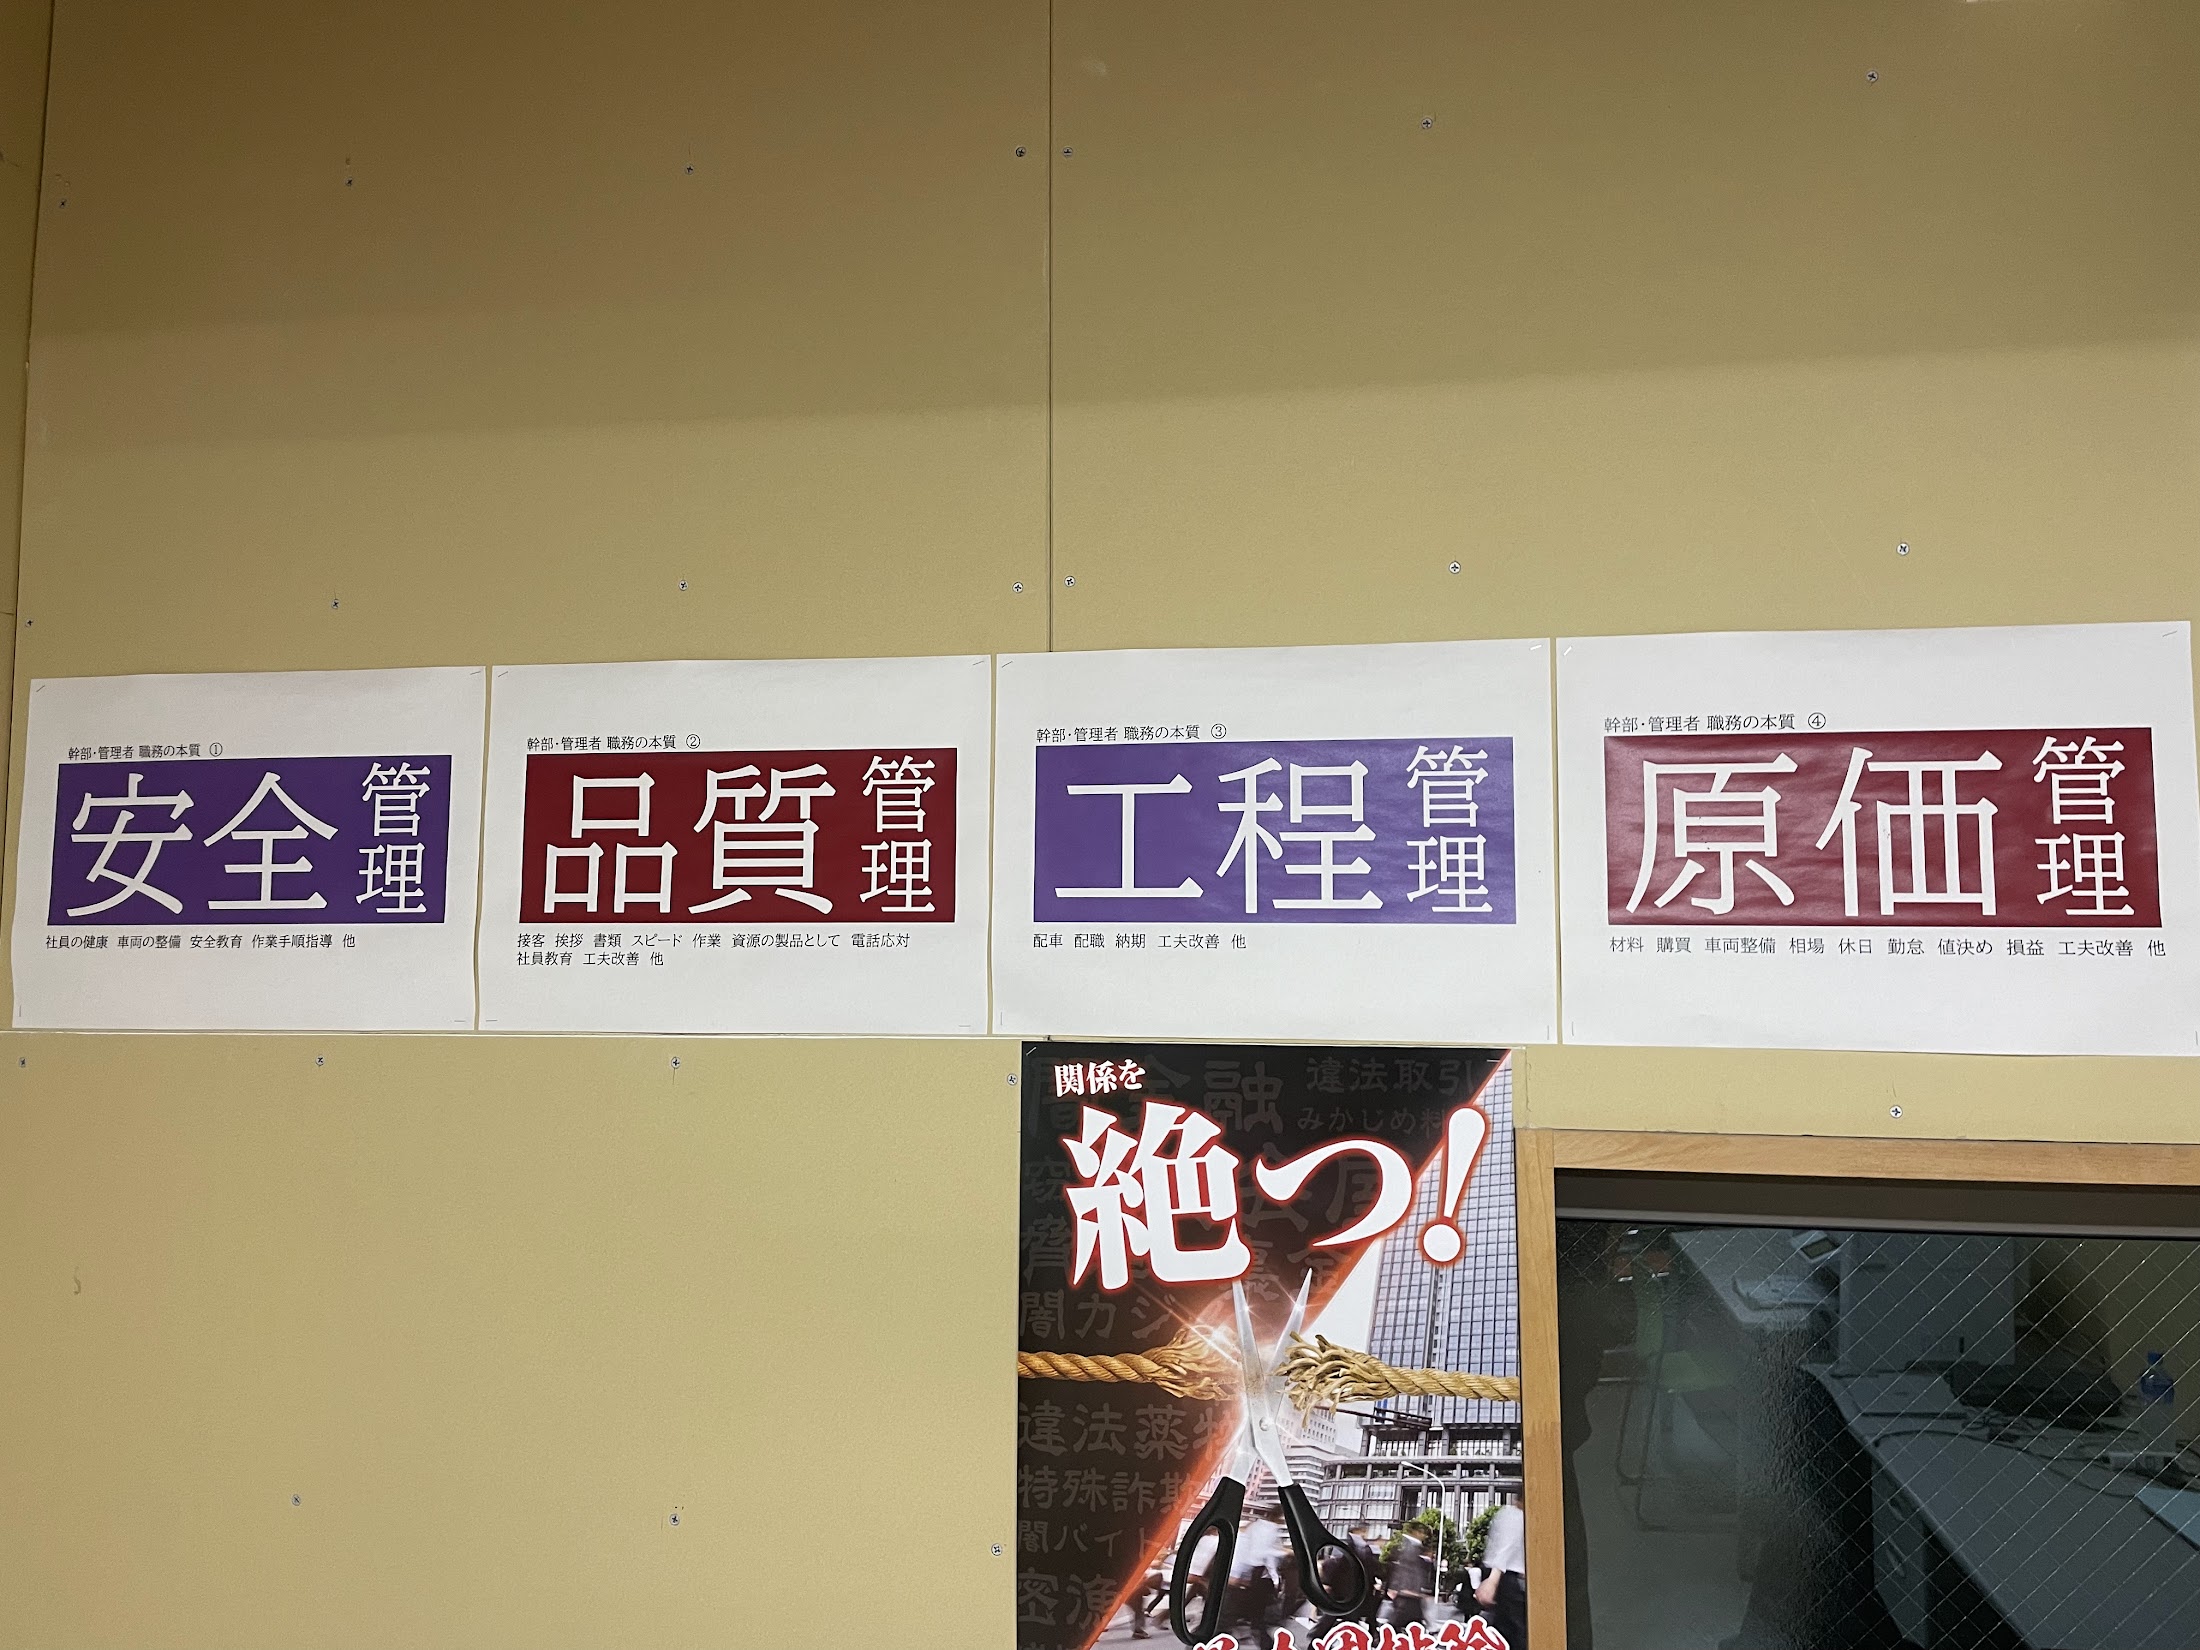 幹部・管理者 職務の本質 ①
安全管理
社員の健康 車両の整備 安全教育 作業手順指導 他
幹部・管理者 職務の本質 ②
品質管理
接客 挨拶 書類 スピード 作業 資源の製品として 電話応対
社員教育 工夫改善 他
幹部・管理者 職務の本質 ③
工程管理
配車 配職 納期 工夫改善 他
幹部・管理者 職務の本質 ④
原価管理
材料 購買 車両整備 相場 休日 勤怠 値決め 損益 工夫改善 他
関係を
絶つ!
闇金融
違法取引
みかじめ料
窃
闇カジ
違法薬物
特殊詐欺
闇バイト
密漁